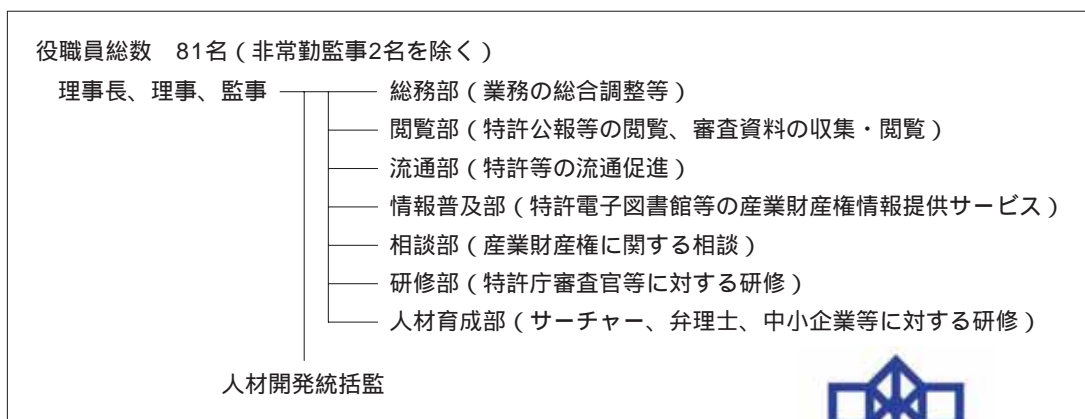 役職員総数　81名（非常勤監事2名を除く）
理事長、理事、監事
総務部（業務の総合調整等）
閲覧部（特許公報等の閲覧、審査資料の収集・閲覧）
流通部（特許等の流通促進）
情報普及部（特許電子図書館等の産業財産権情報提供サービス）
相談部（産業財産権に関する相談）
研修部（特許庁審査官等に対する研修）
人材育成部（サーチャー、弁理士、中小企業等に対する研修）
人材開発統括監